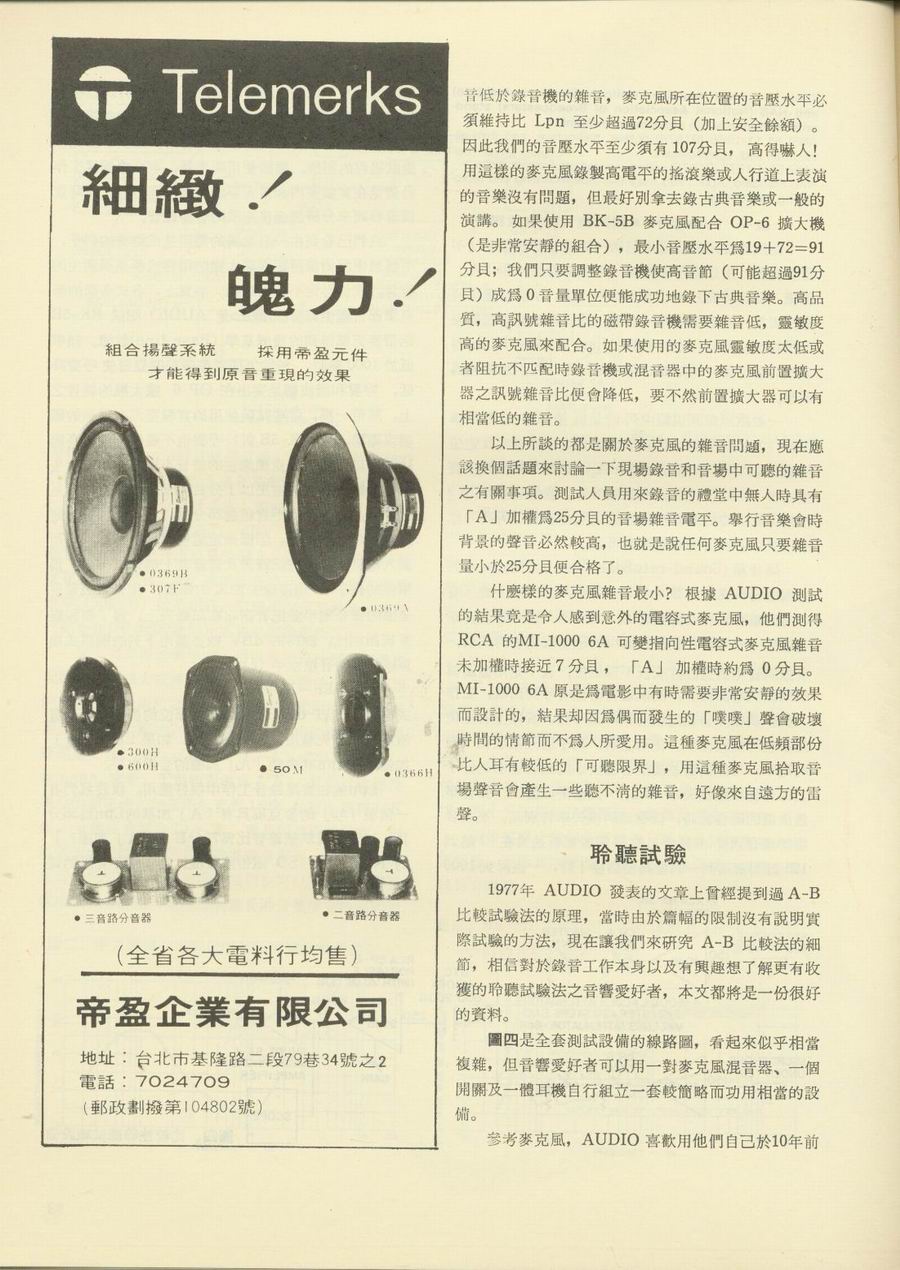 Telemerks
細緻!
魄力!
組合揚聲系統 採用帝盈元件
才能得到原音重現的效果
•0369B
•307F
•0369A
•300H
•600H
•50M
•0366H
•三音路分音器
•二音路分音器
(全省各大電料行均售)
帝盈企業有限公司
地址：台北市基隆路二段79巷34號之2
電話：7024709
(郵政劃撥第104802號)
音低於錄音機的雜音，麥克風所在位置的音壓水平必
須維持比 Lpn 至少超過72分貝（加上安全餘額）。
因此我們的音壓水平至少須有107分貝，高得嚇人！
用這樣的麥克風錄製高電平的搖滾樂或人行道上表演
的音樂沒有問題，但最好別拿去錄古典音樂或一般的
演講。如果使用 BK-5B 麥克風配合 OP-6 擴大機
（是非常安靜的組合），最小音壓水平爲19+72=91
分貝；我們只要調整錄音機使高音節（可能超過91分
貝）成爲0音量單位便能成功地錄下古典音樂。高品
質，高訊號雜音比的磁帶錄音機需要雜音低，靈敏度
高的麥克風來配合。如果使用的麥克風靈敏度太低或
者阻抗不匹配時錄音機或混音器中的麥克風前置擴大
器之訊號雜音比便會降低，要不然前置擴大器可以有
相當低的雜音。
以上所談的都是關於麥克風的雜音問題，現在應
該換個話題來討論一下現場錄音和音場中可聽的雜音
之有關事項。測試人員用來錄音的禮堂中無人時具有
「A」加權爲25分貝的音場雜音電平。舉行音樂會時
背景的聲音必然較高，也就是說任何麥克風只要雜音
量小於25分貝便合格了。
什麽樣的麥克風雜音最小？根據 AUDIO 測試
的結果竟是令人感到意外的電容式麥克風，他們測得
RCA 的MI-1000 6A 可變指向性電容式麥克風雜音
未加權時接近7分貝，「A」加權時約爲 0分貝。
MI-1000 6A 原是爲電影中有時需要非常安靜的效果
而設計的，結果却因爲偶而發生的「噗噗」聲會破壞
時間的情節而不爲人所愛用。這種麥克風在低頻部份
比人耳有較低的「可聽限界」，用這種麥克風拾取音
場聲音會產生一些聽不清的雜音，好像來自遠方的雷
聲。
聆聽試驗
1977年 AUDIO 發表的文章上曾經提到過 A-B
比較試驗法的原理，當時由於篇幅的限制沒有說明實
際試驗的方法，現在讓我們來研究 A-B 比較法的細
節，相信對於錄音工作本身以及有興趣想了解更有收
獲的聆聽試驗法之音響愛好者，本文都將是一份很好
的資料。
圖四是全套測試設備的線路圖，看起來似乎相當
複雜，但音響愛好者可以用一對麥克風混音器、一個
開關及一體耳機自行組立一套較簡略而功用相當的設
備。
參考麥克風，AUDIO 喜歡用他們自己於10年前